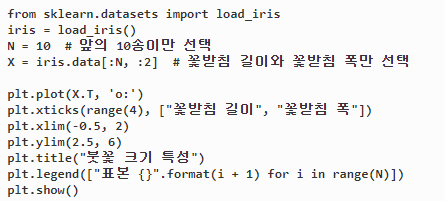 from sklearn.datasets import load_iris
iris = load_iris()
N = 10  # 앞의 10송이만 선택
X = iris.data[:N, :2]  # 꽃받침 길이와 꽃받침 폭만 선택

plt.plot(X.T, 'o:')
plt.xticks(range(4), ["꽃받침 길이", "꽃받침 폭"])
plt.xlim(-0.5, 2)
plt.ylim(2.5, 6)
plt.title("붓꽃 크기 특성")
plt.legend(["표본 {}".format(i + 1) for i in range(N)])
plt.show()